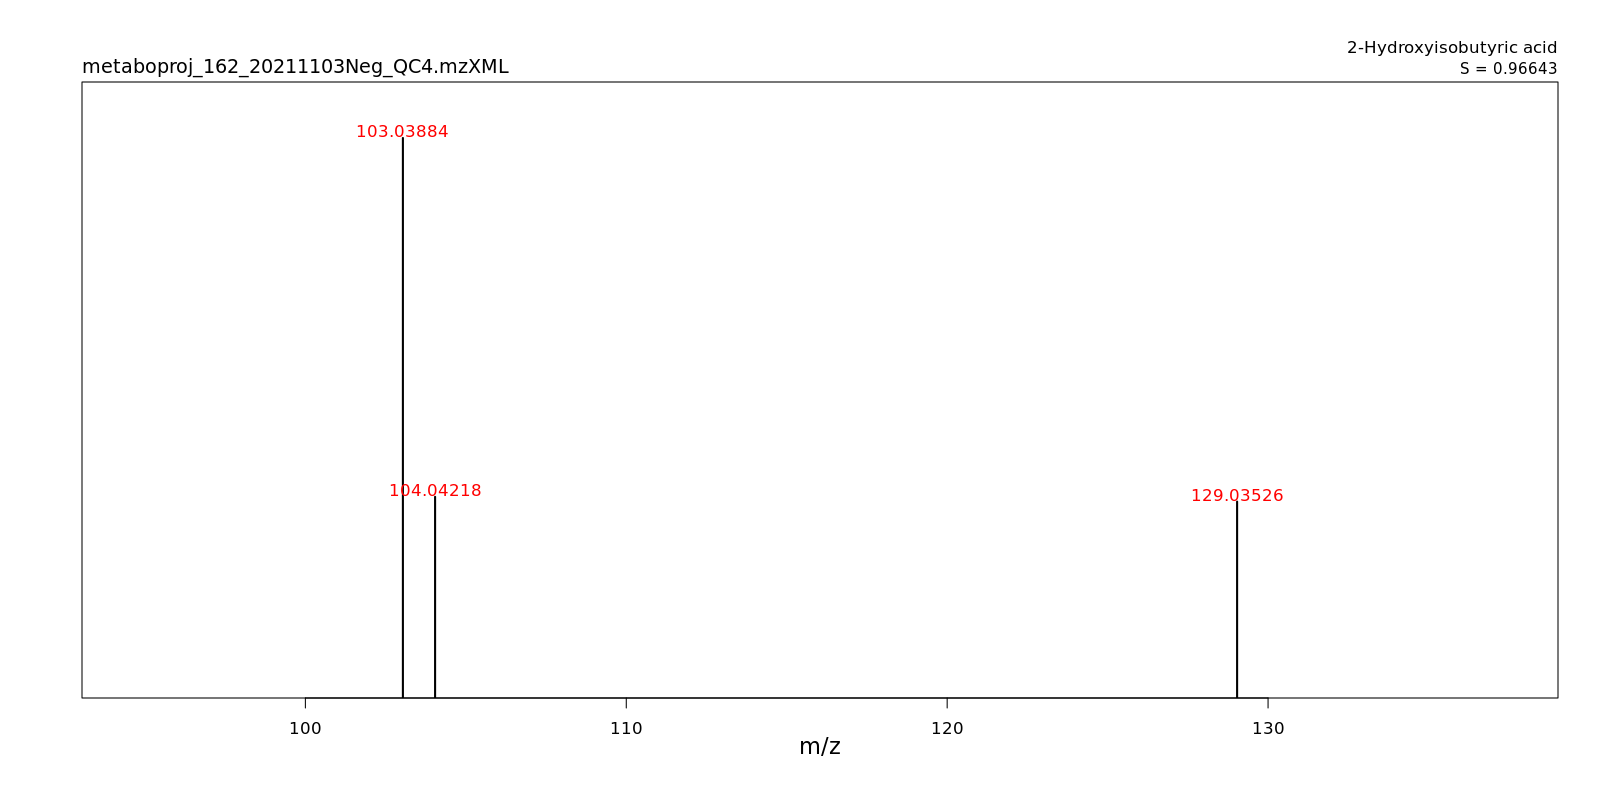 2-Hydroxyisobutyric acid
metaboproj_162_20211103Neg_QC4.mzXML
S = 0.96643
103.03884
104.04218
129.03526
100 110 120 130
m/z